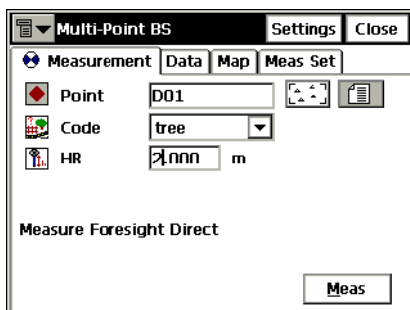 Multi-Point BS Settings Close
Measurement Data Map Meas Set
Point D01
Code tree
HR 2.000 m
Measure Foresight Direct
Meas